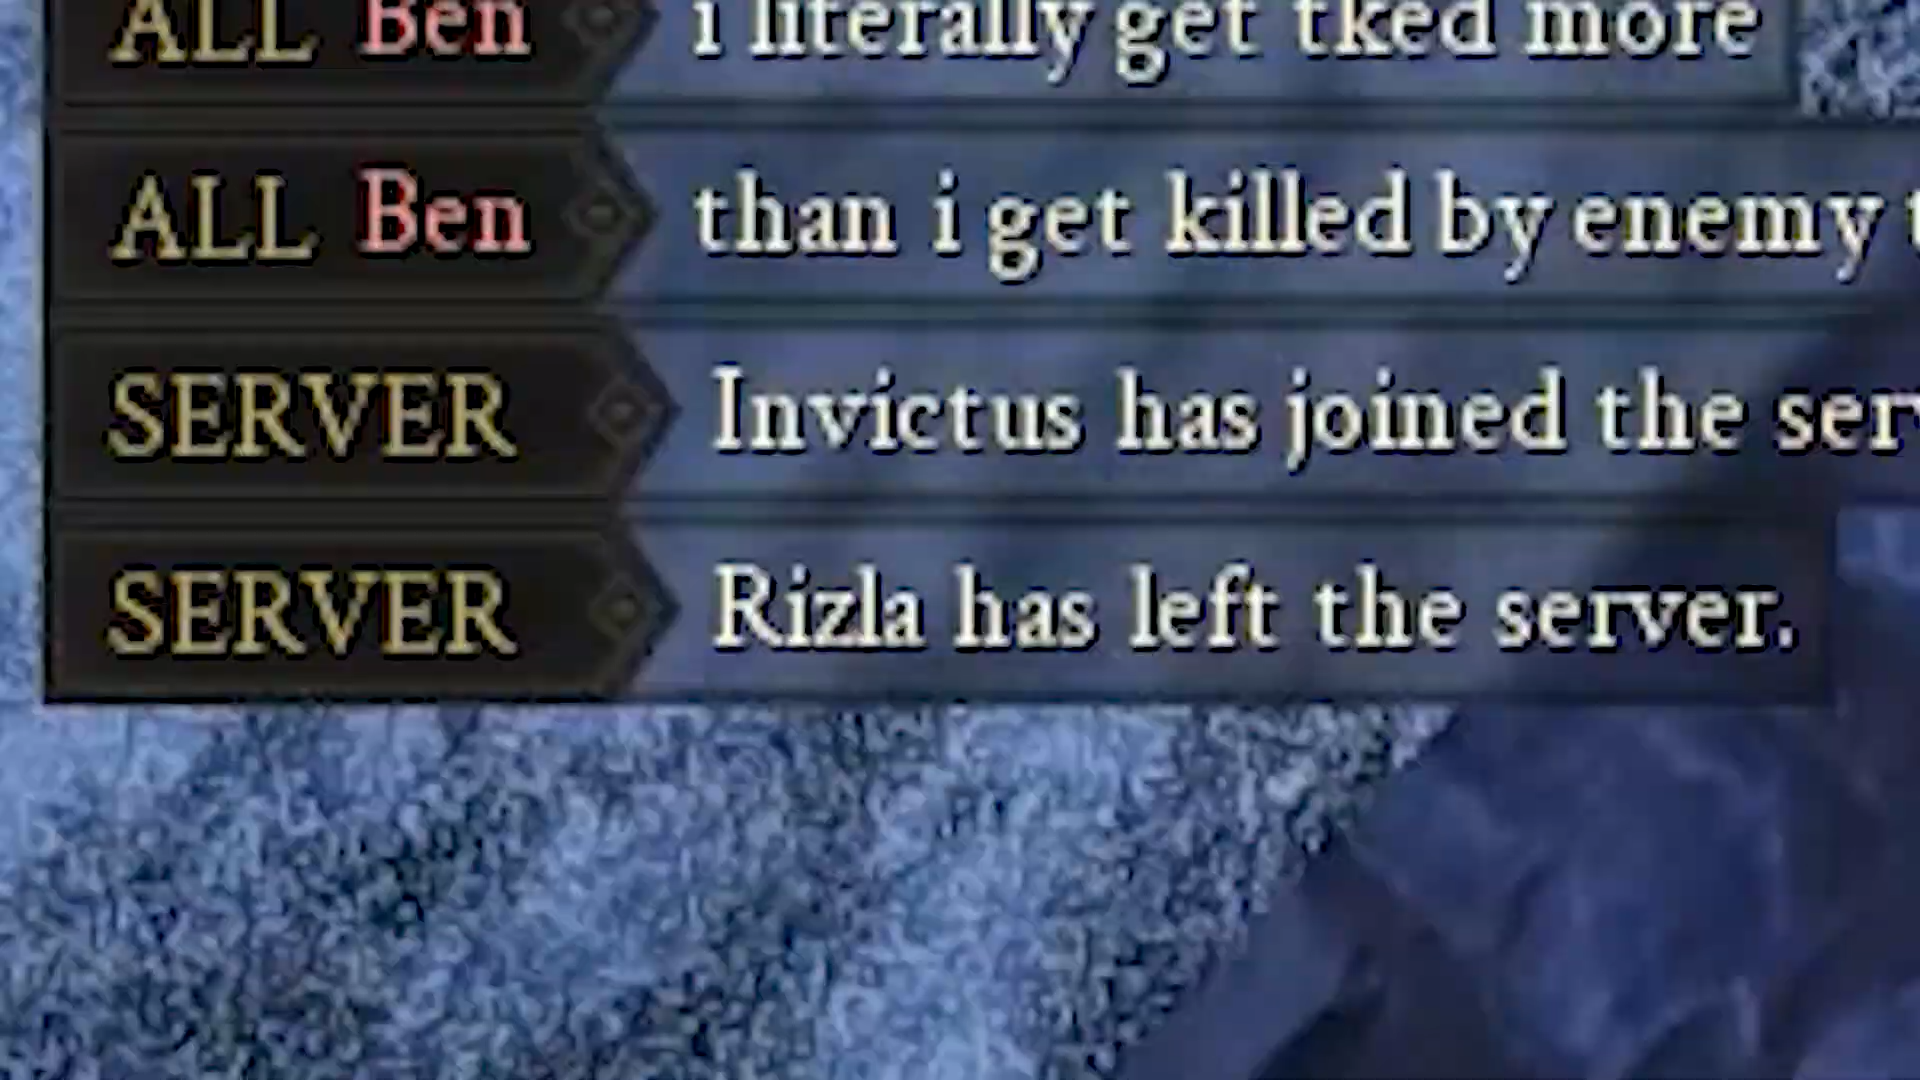 ALL Ben i literally get tked more
ALL Ben than i get killed by enemy
SERVER Invictus has joined the
SERVER Rizla has left the server.